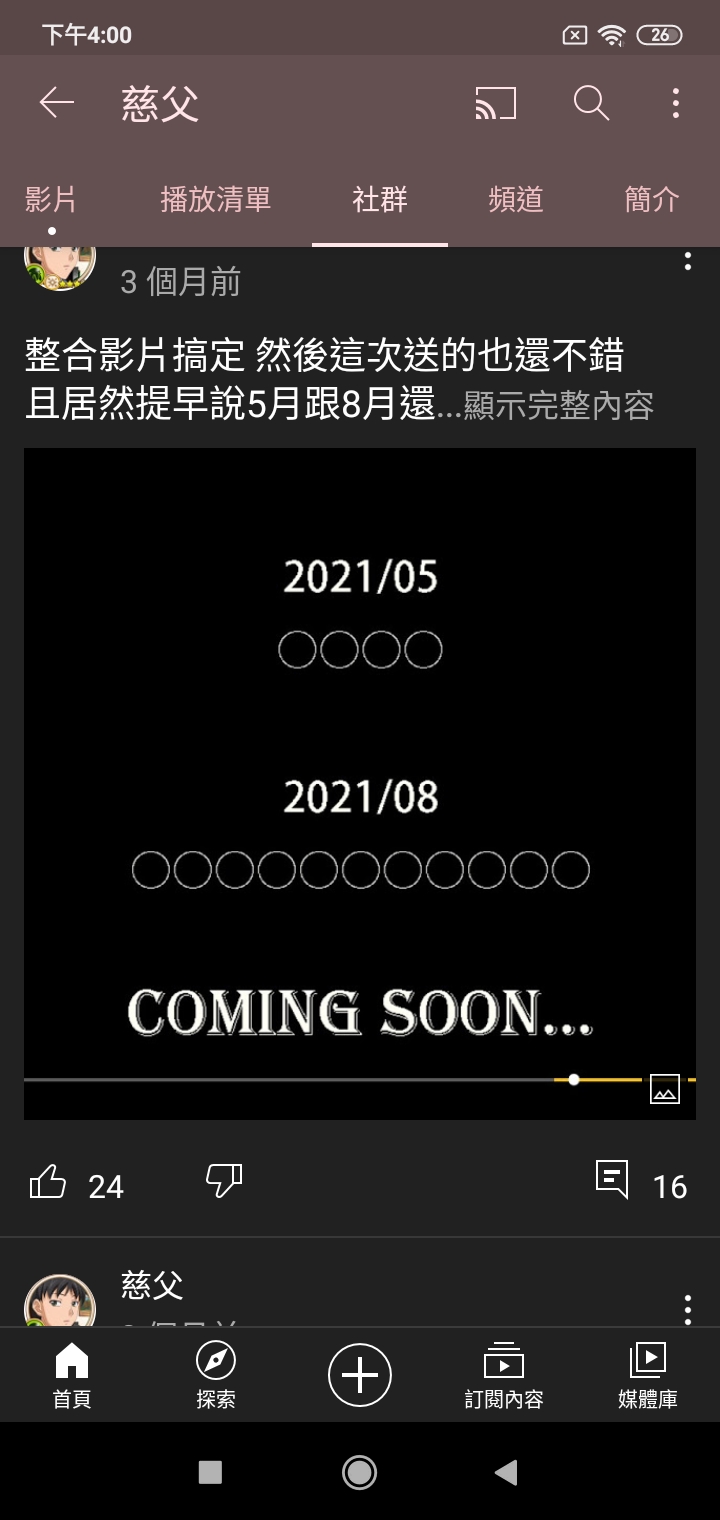 下午4:00
26
慈父
影片
播放清單
社群
頻道
簡介
3 個月前
整合影片搞定 然後這次送的也還不錯
且居然提早說5月跟8月還...顯示完整內容
2021/05
○○○○
2021/08
○○○○○○○○○○○
COMING SOON...
24
16
慈父
首頁
探索
訂閱內容
媒體庫